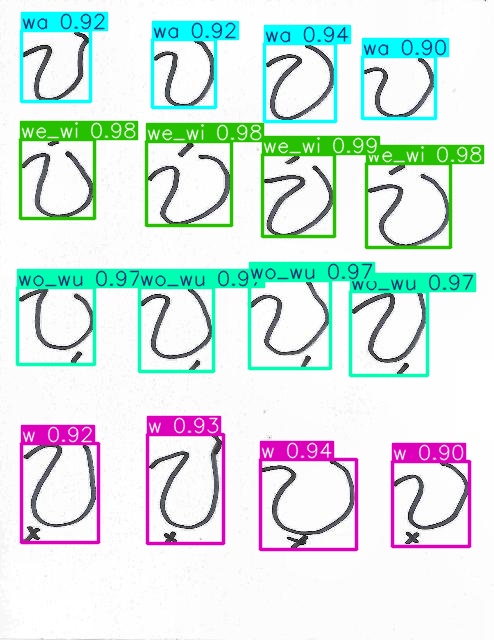 wa 0.92 wa 0.92 wa 0.94 wa 0.90
ᜏ ᜏ ᜏ ᜏ
we_wi 0.98 we_wi 0.98 we_wi 0.99 we_wi 0.98
ᜏᜒ ᜏᜒ ᜏᜒ ᜏᜒ
wo_wu 0.97 wo_wu wo_wu 0.97 wo_wu 0.97
ᜏᜓ ᜏᜓ ᜏᜓ ᜏᜓ
w 0.92 w 0.93 w 0.94 w 0.90
ᜏ᜔ ᜏ᜔ ᜏ᜔ ᜏ᜔